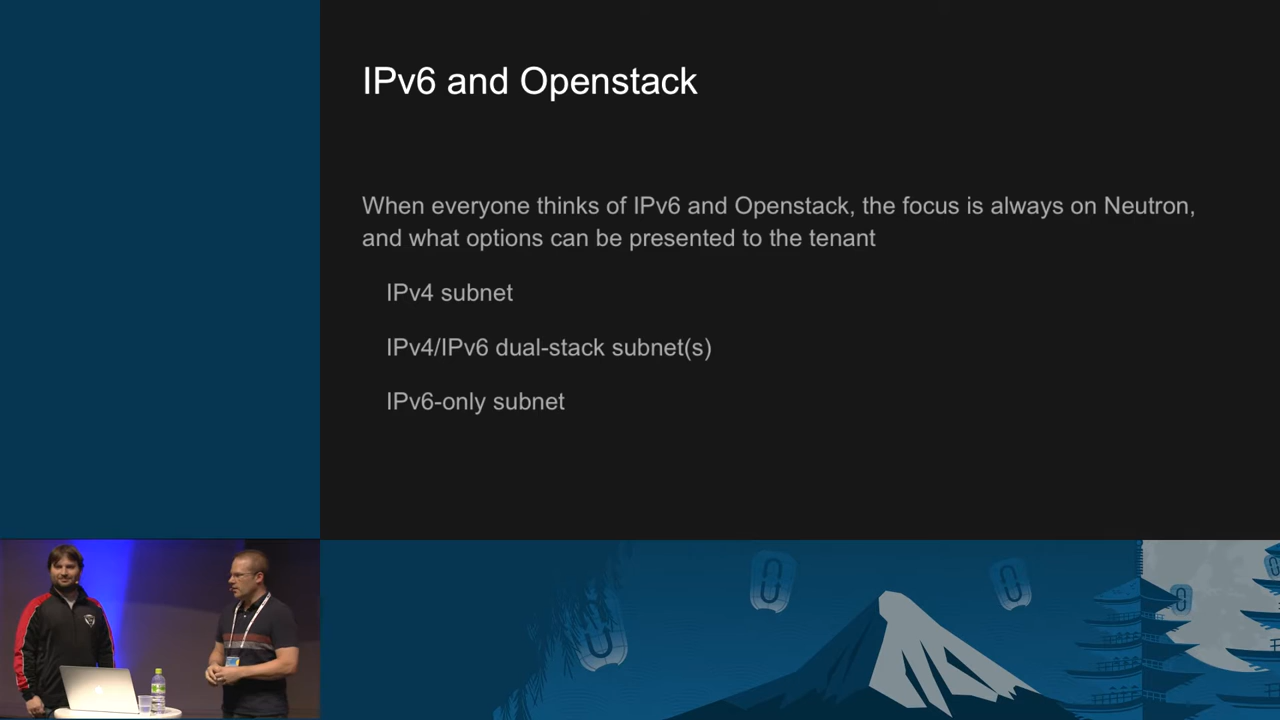 IPv6 and Openstack
When everyone thinks of IPv6 and Openstack, the focus is always on Neutron,
and what options can be presented to the tenant
IPv4 subnet
IPv4/IPv6 dual-stack subnet(s)
IPv6-only subnet